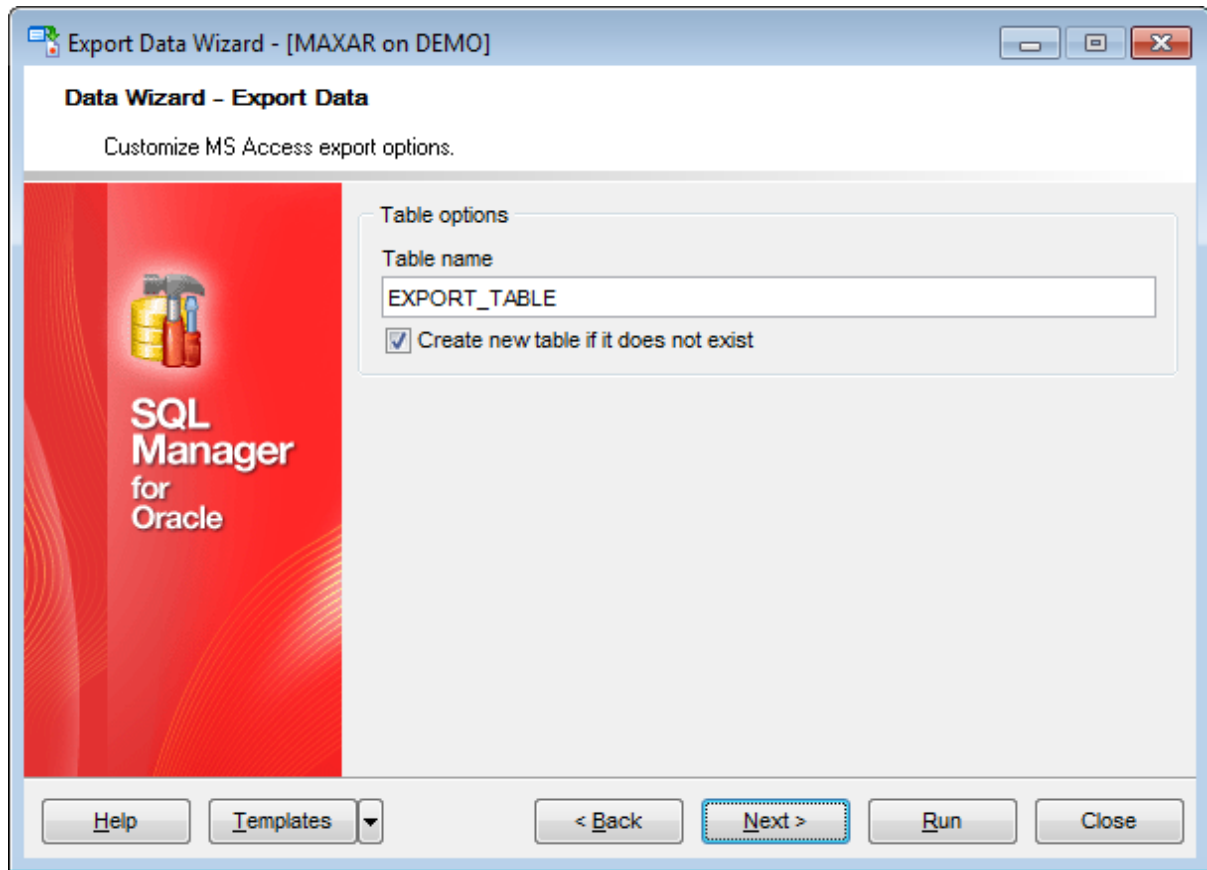 Export Data Wizard - [MAXAR on DEMO]
Data Wizard - Export Data
Customize MS Access export options.
Table options
Table name
EXPORT_TABLE
Create new table if it does not exist
SQL
Manager
for
Oracle
Help
Templates
< Back
Next >
Run
Close